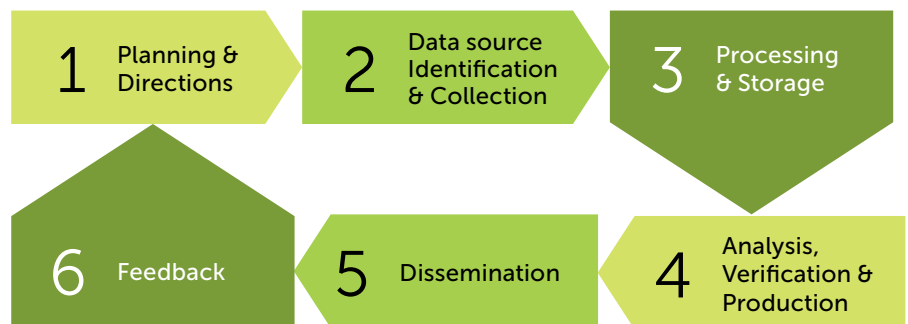 1
Planning &
Directions
2
Data source
Identification
& Collection
3
Processing
& Storage
4
Analysis,
Verification &
Production
5
Dissemination
6
Feedback